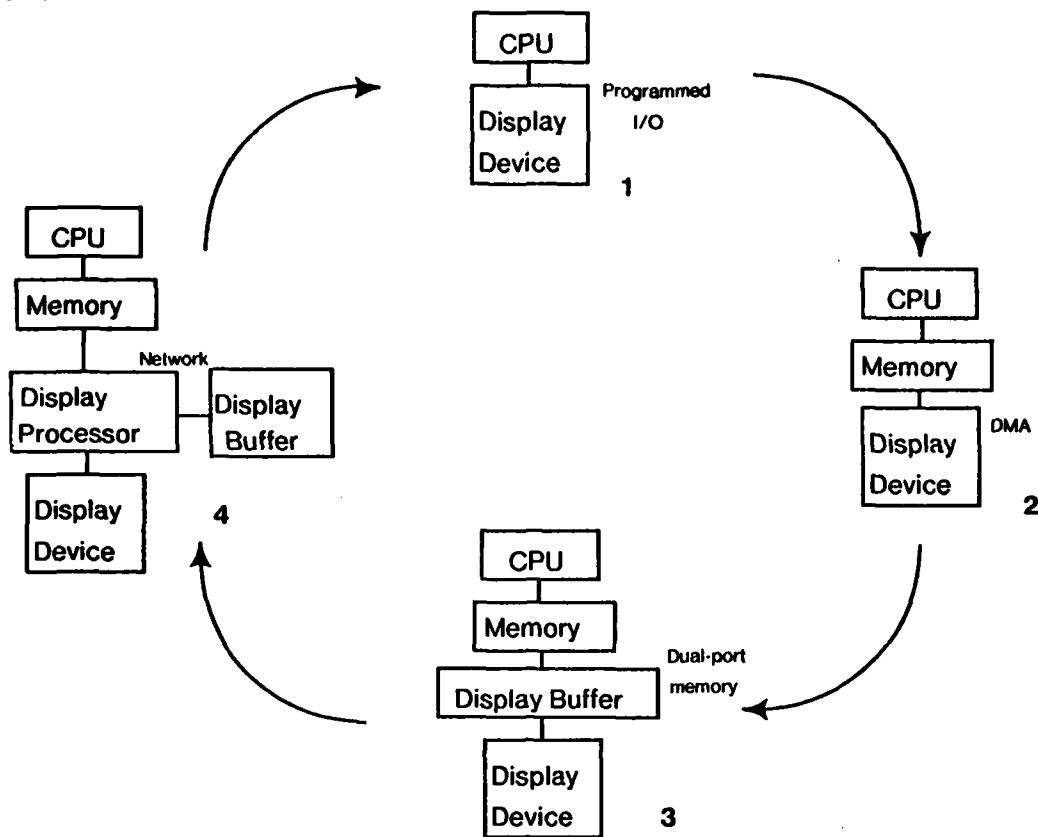 CPU
Display
Device
Programmed
I/O
1
CPU
Memory
Display
Device
DMA
2
CPU
Memory
Display Buffer
Dual-port
memory
Display
Device
3
CPU
Memory
Network
Display
Processor
Display
Buffer
Display
Device
4